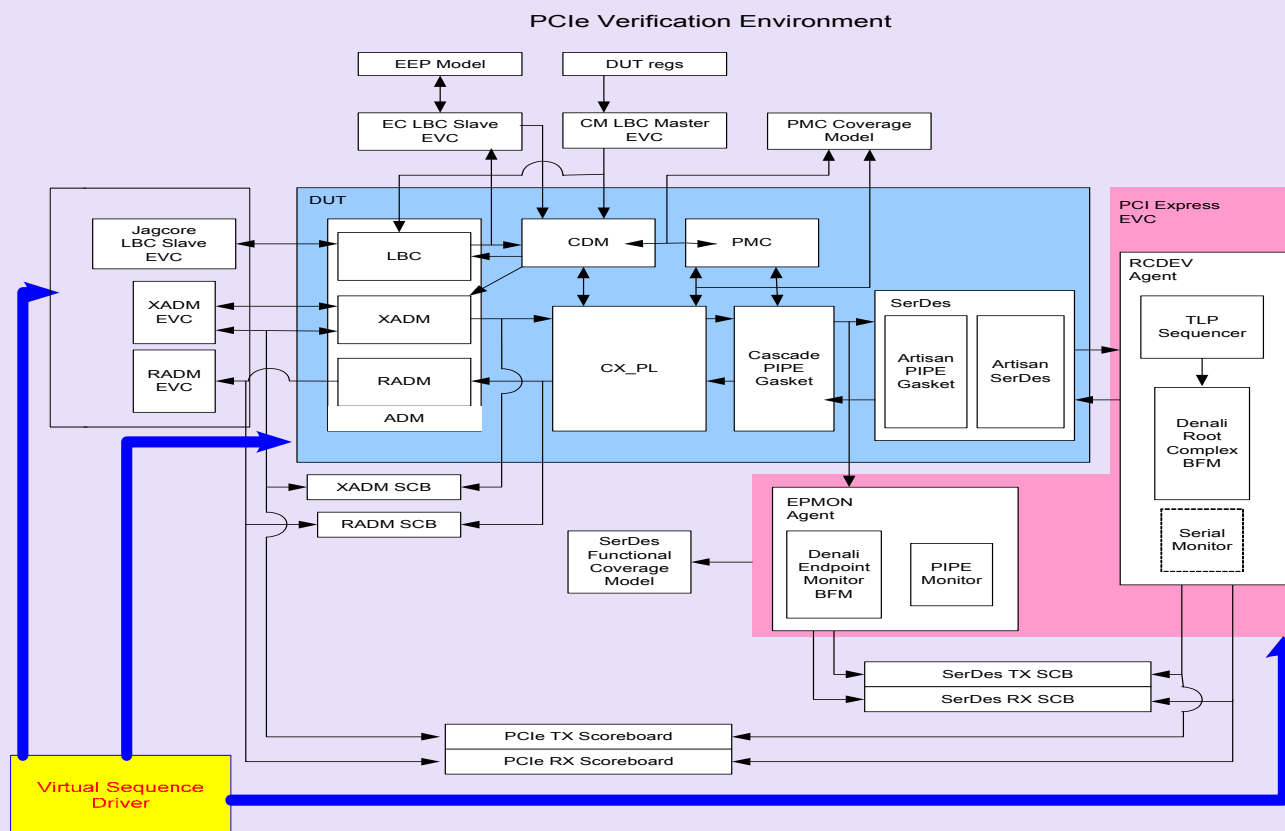 PCIe Verification Environment
EEP Model
DUT regs
EC LBC Slave
EVC
CM LBC Master
EVC
PMC Coverage
Model
DUT
PCI Express
EVC
Jagcore
LBC Slave
EVC
LBC
CDM
PMC
RCDEV
Agent
XADM
EVC
XADM
SerDes
TLP
Sequencer
RADM
EVC
RADM
ADM
CX_PL
Cascade
PIPE
Gasket
Artisan
PIPE
Gasket
Artisan
SerDes
Denali
Root
Complex
BFM
XADM SCB
RADM SCB
EPMON
Agent
Serial
Monitor
SerDes
Functional
Coverage
Model
Denali
Endpoint
Monitor
BFM
PIPE
Monitor
SerDes TX SCB
SerDes RX SCB
PCIe TX Scoreboard
PCIe RX Scoreboard
Virtual Sequence
Driver